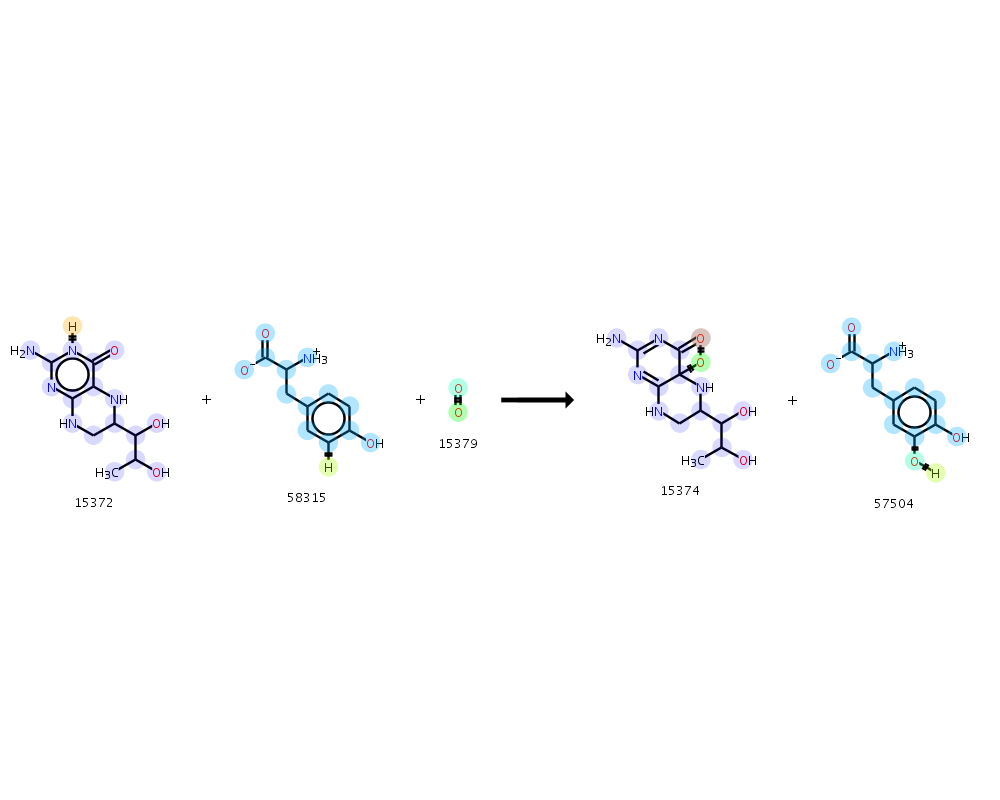 H
H₂N N O
N NH
HN OH
H₃C OH
15372
+
O
O⁻ NH₃⁺
OH
H
58315
+
O
O
15379
H₂N N O
O
N NH
HN OH
H₃C OH
15374
+
O
O⁻ NH₃⁺
OH
O
H
57504